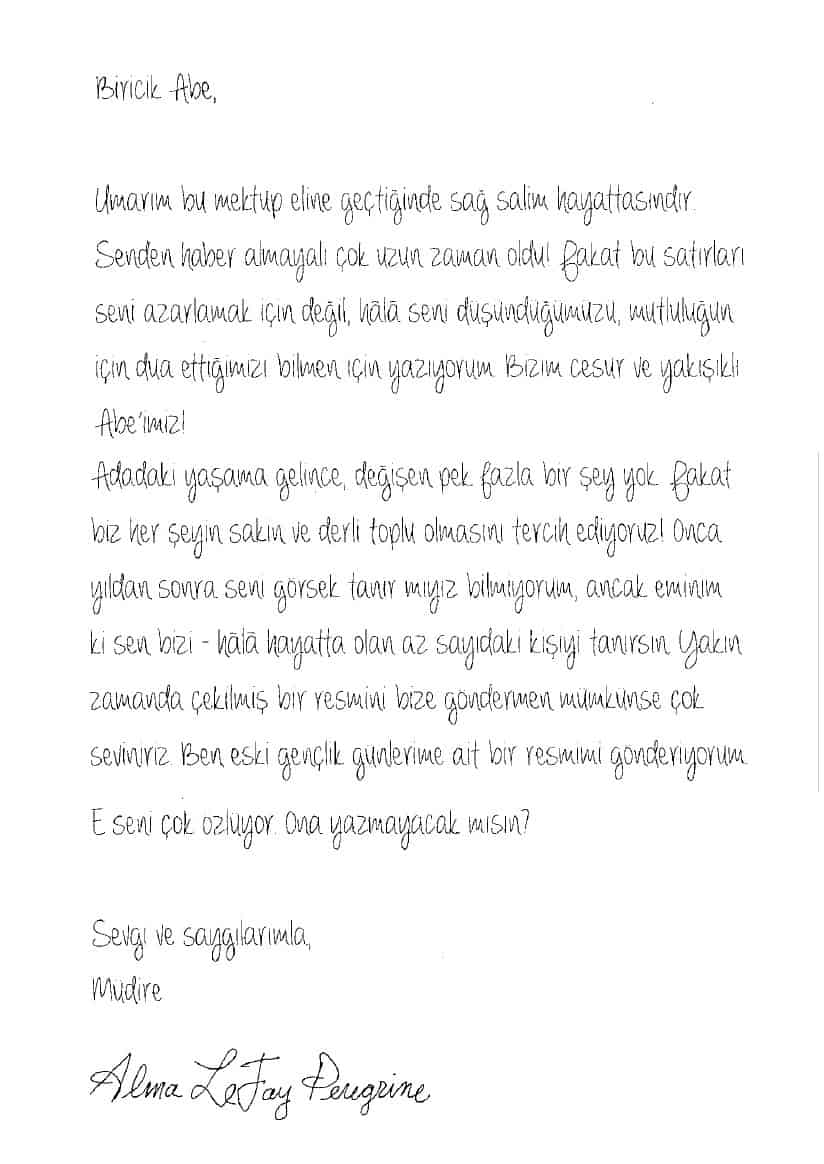 Biricik Abe,
Umarım bu mektup eline geçtiğinde sağ salim hayattasındır.
Senden haber almayalı çok uzun zaman oldu! Fakat bu satırları
seni azarlamak için değil, hâlâ seni düşündüğümüzü, mutluluğun
için dua ettiğimizi bilmen için yazıyorum. Bizim cesur ve yakışıklı
Abe'imiz!
Adadaki yaşama gelince, değişen pek fazla bir şey yok. Fakat
biz her şeyin sakin ve derli toplu olmasını tercih ediyoruz! Onca
yıldan sonra seni görsek tanır mıyız bilmiyorum, ancak eminim
ki sen bizi - hâlâ hayatta olan az sayıdaki kişiyi tanırsın. Yakın
zamanda çekilmiş bir resmini bize göndermen mümkünse çok
seviniriz. Ben eski gençlik günlerime ait bir resmimi gönderiyorum.
E seni çok özlüyor. Ona yazmayacak mısın?
Sevgi ve saygılarımla,
Müdire
Alma LeFay Peregrine